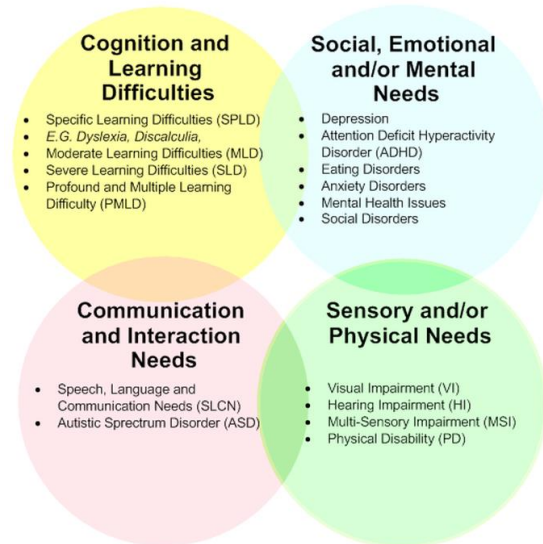 Cognition and
Learning
Difficulties
• Specific Learning Difficulties (SPLD)
• E.G. Dyslexia, Discalculia,
• Moderate Learning Difficulties (MLD)
• Severe Learning Difficulties (SLD)
• Profound and Multiple Learning
Difficulty (PMLD)
Social, Emotional
and/or Mental
Needs
• Depression
• Attention Deficit Hyperactivity
Disorder (ADHD)
• Eating Disorders
• Anxiety Disorders
• Mental Health Issues
• Social Disorders
Communication
and Interaction
Needs
• Speech, Language and
Communication Needs (SLCN)
• Autistic Sprectrum Disorder (ASD)
Sensory and/or
Physical Needs
• Visual Impairment (VI)
• Hearing Impairment (HI)
• Multi-Sensory Impairment (MSI)
• Physical Disability (PD)